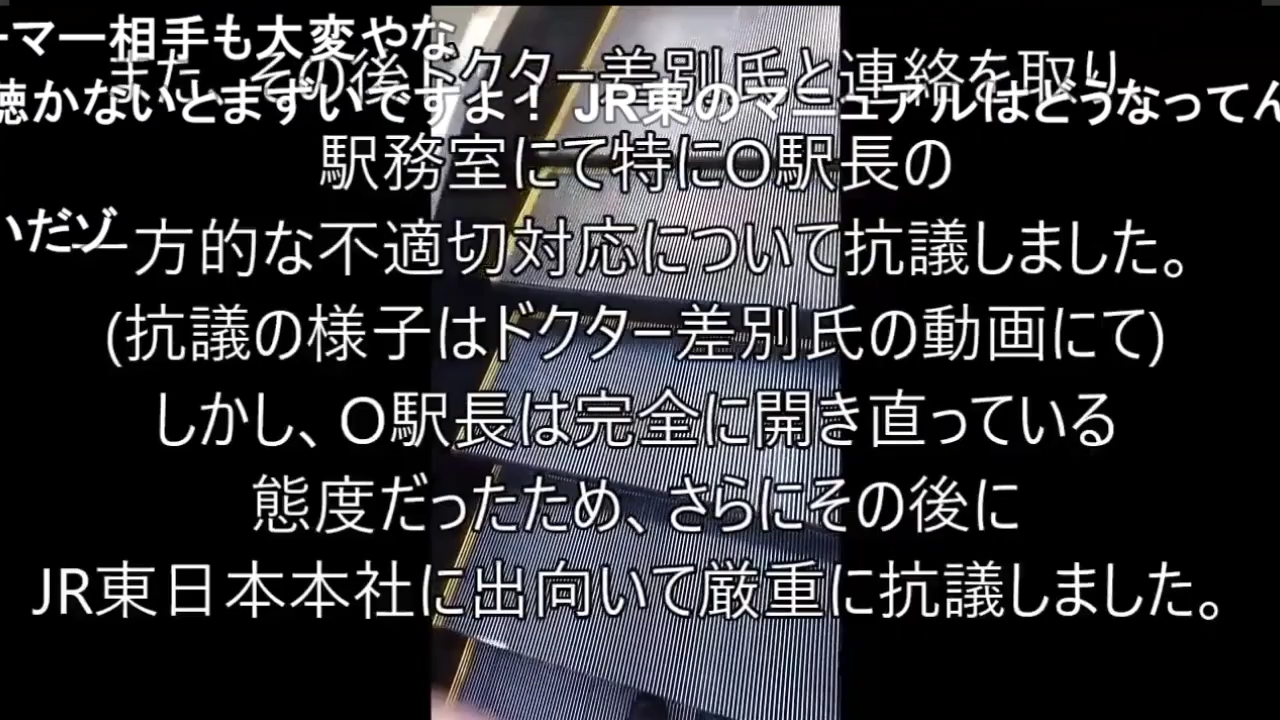 ーマー相手も大変やな
また、その後ドクター差別氏と連絡を取り
聴かないとまずいですよ！ JR東のマニュアルはどうなってん
駅務室にて特にO駅長の
いだゾ
一方的な不適切対応について抗議しました。
(抗議の様子はドクター差別氏の動画にて)
しかし、O駅長は完全に開き直っている
態度だったため、さらにその後に
JR東日本本社に出向いて厳重に抗議しました。